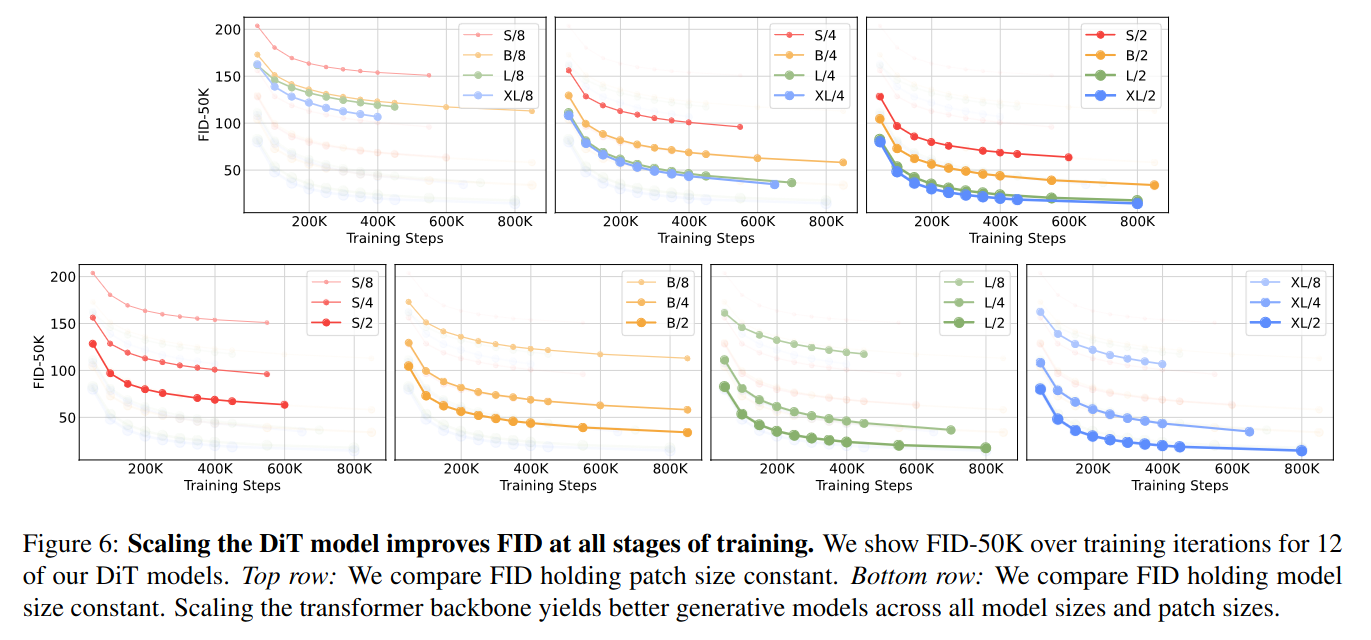 200
150
100
50
FID-50K
S/8
B/8
L/8
XL/8
200K 400K 600K 800K
Training Steps
S/4
B/4
L/4
XL/4
200K 400K 600K 800K
Training Steps
S/2
B/2
L/2
XL/2
200K 400K 600K 800K
Training Steps
200
150
100
50
FID-50K
S/8
S/4
S/2
200K 400K 600K 800K
Training Steps
B/8
B/4
B/2
200K 400K 600K 800K
Training Steps
L/8
L/4
L/2
200K 400K 600K 800K
Training Steps
XL/8
XL/4
XL/2
200K 400K 600K 800K
Training Steps
Figure 6: Scaling the DiT model improves FID at all stages of training. We show FID-50K over training iterations for 12
of our DiT models. Top row: We compare FID holding patch size constant. Bottom row: We compare FID holding model
size constant. Scaling the transformer backbone yields better generative models across all model sizes and patch sizes.